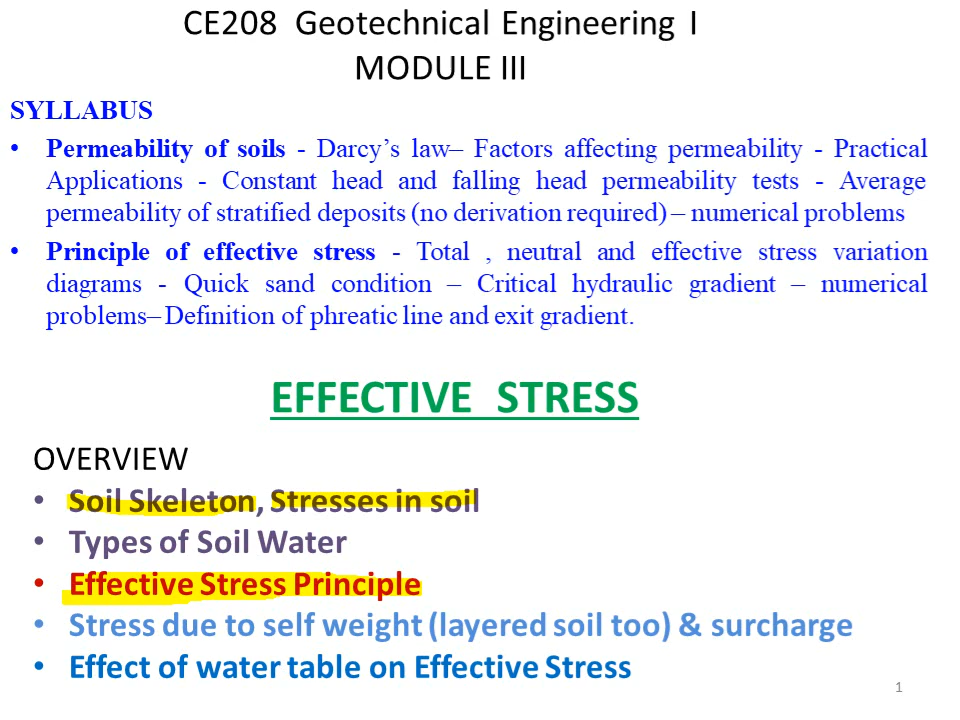 CE208 Geotechnical Engineering I
MODULE III
SYLLABUS
• Permeability of soils - Darcy’s law– Factors affecting permeability - Practical
Applications - Constant head and falling head permeability tests - Average
permeability of stratified deposits (no derivation required) – numerical problems
• Principle of effective stress - Total , neutral and effective stress variation
diagrams - Quick sand condition – Critical hydraulic gradient – numerical
problems– Definition of phreatic line and exit gradient.
EFFECTIVE STRESS
OVERVIEW
• Soil Skeleton, Stresses in soil
• Types of Soil Water
• Effective Stress Principle
• Stress due to self weight (layered soil too) & surcharge
• Effect of water table on Effective Stress
1